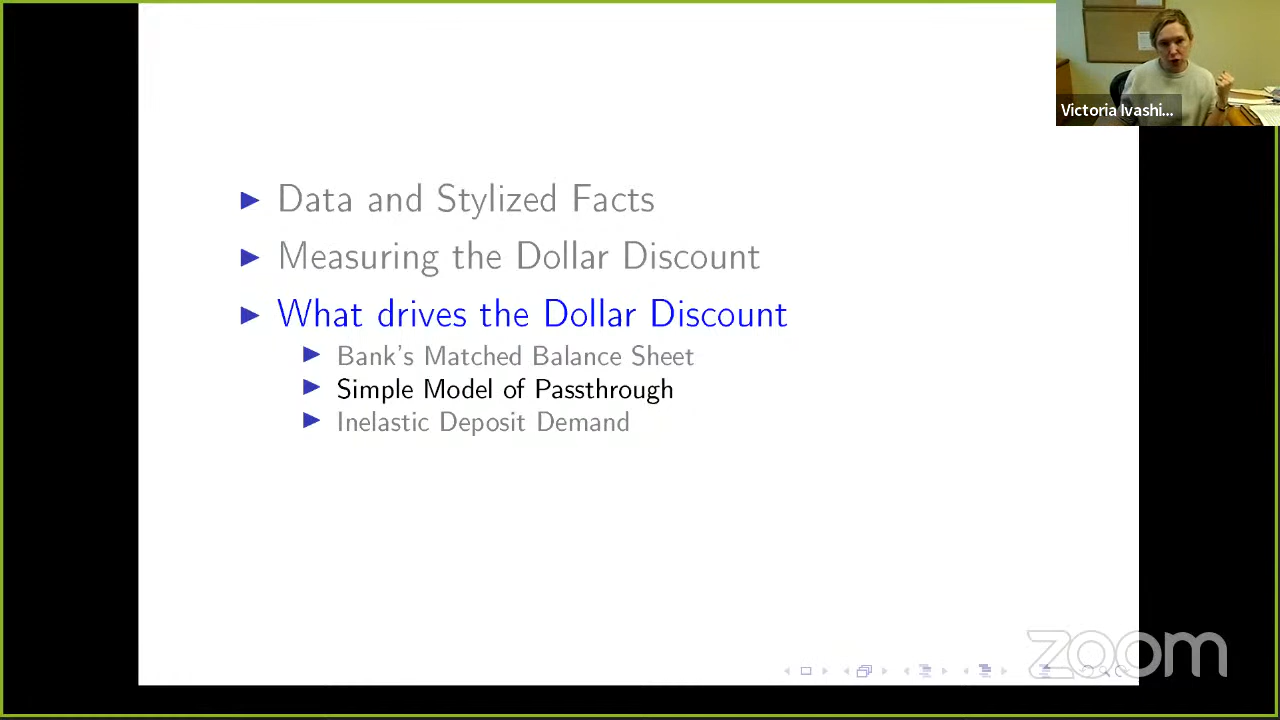 Victoria Ivashi...
Data and Stylized Facts
Measuring the Dollar Discount
What drives the Dollar Discount
Bank's Matched Balance Sheet
Simple Model of Passthrough
Inelastic Deposit Demand
zoom